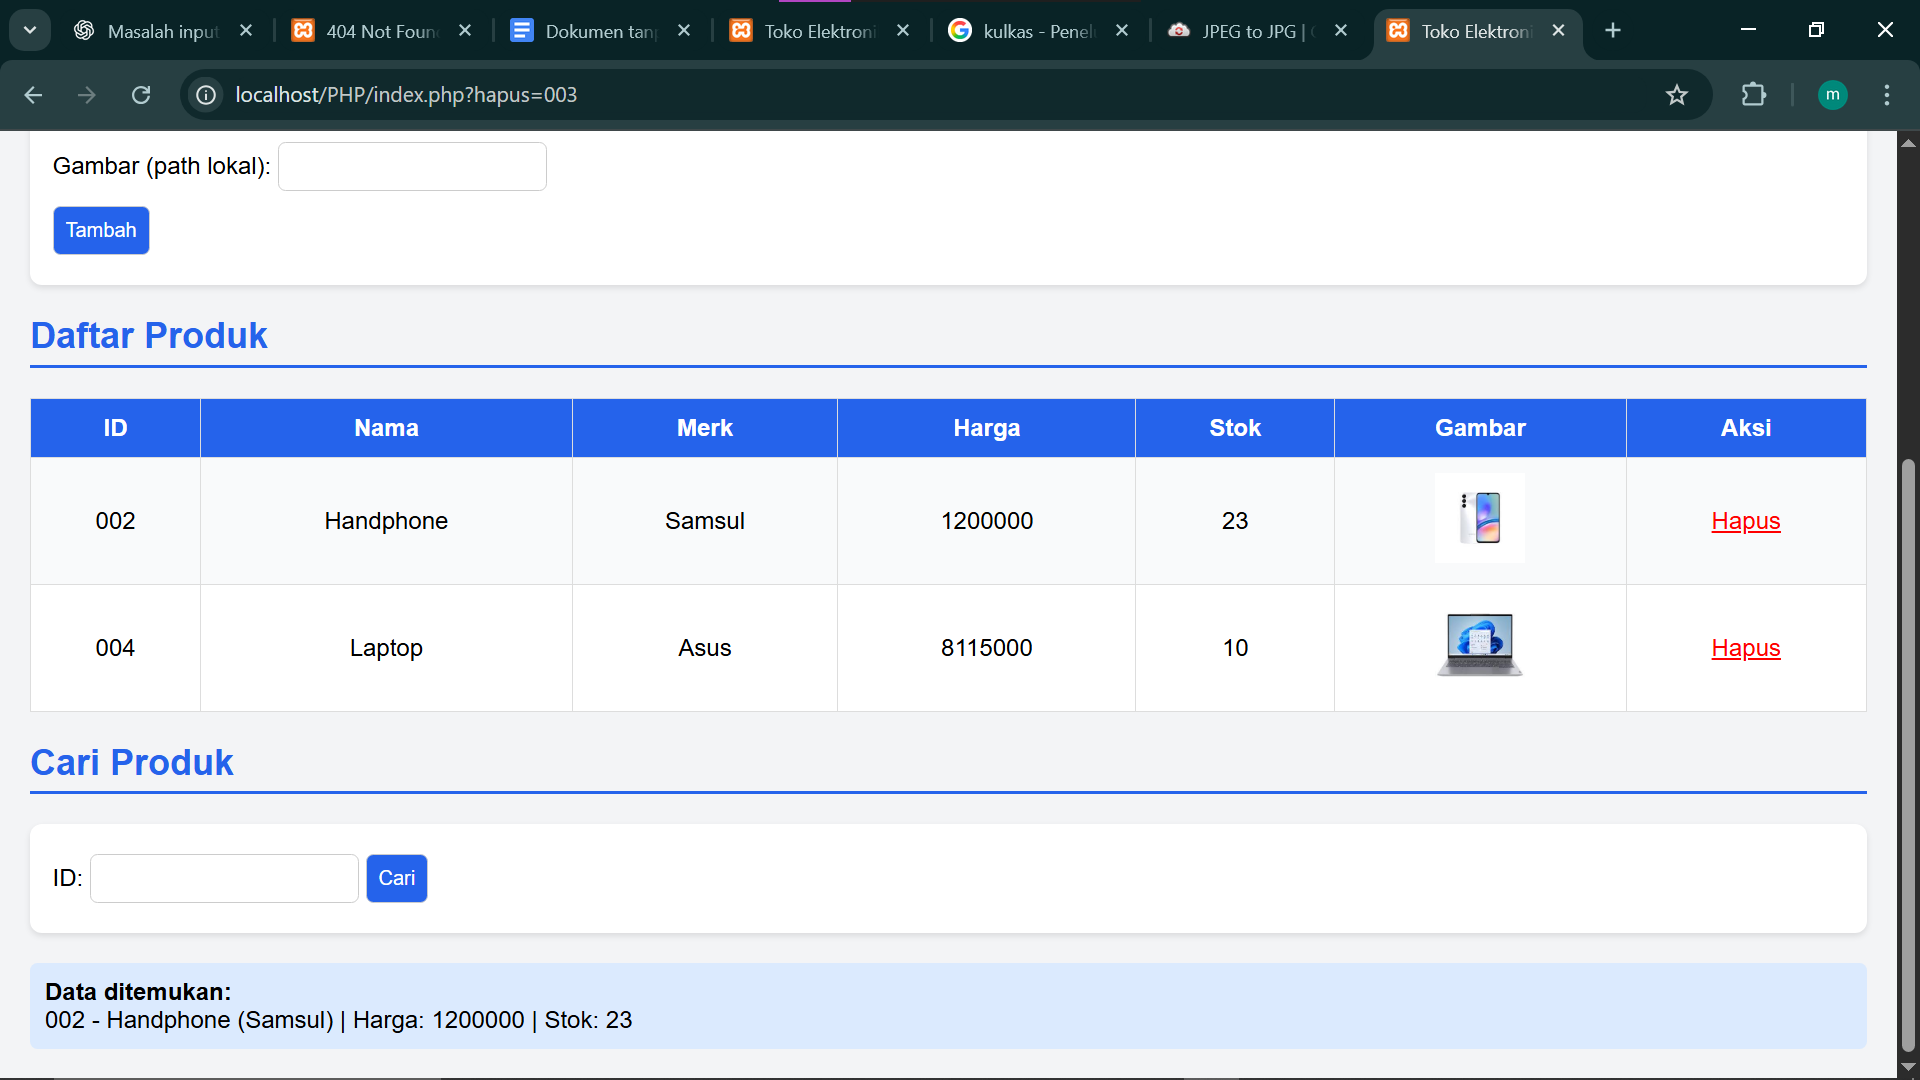 Masalah input
404 Not Foun
Dokumen tanp
Toko Elektroni
kulkas - Penel
JPEG to JPG |
Toko Elektroni
localhost/PHP/index.php?hapus=003
m
Gambar (path lokal):
Tambah
Daftar Produk
ID Nama Merk Harga Stok Gambar Aksi
002 Handphone Samsul 1200000 23 Hapus
004 Laptop Asus 8115000 10 Hapus
Cari Produk
ID: Cari
Data ditemukan:
002 - Handphone (Samsul) | Harga: 1200000 | Stok: 23